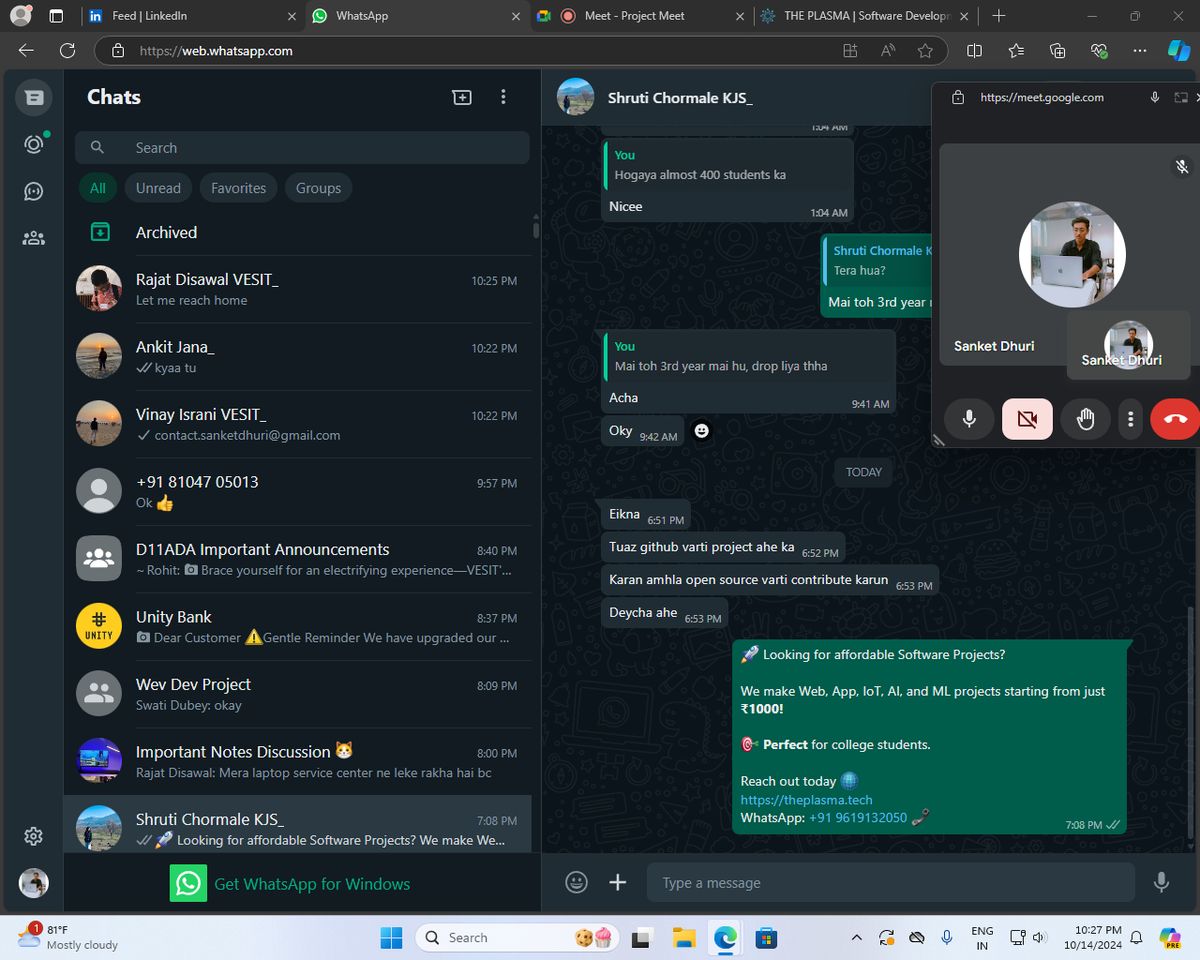 Feed | LinkedIn
WhatsApp
Meet - Project Meet
THE PLASMA | Software Developn
https://web.whatsapp.com
Chats
Search
All
Unread
Favorites
Groups
Archived
Rajat Disawal VESIT_
10:25 PM
Let me reach home
Ankit Jana_
10:22 PM
kyaa tu
Vinay Israni VESIT_
10:22 PM
contact.sanketdhuri@gmail.com
+91 81047 05013
9:57 PM
Ok 👍
D11ADA Important Announcements
8:40 PM
~ Rohit: 📷 Brace yourself for an electrifying experience—VESIT'...
UNITY
Unity Bank
8:37 PM
📷 Dear Customer ⚠️Gentle Reminder We have upgraded our ...
Wev Dev Project
8:09 PM
Swati Dubey: okay
Important Notes Discussion 🐱
8:00 PM
Rajat Disawal: Mera laptop service center ne leke rakha hai bc
Shruti Chormale KJS_
7:08 PM
🚀 Looking for affordable Software Projects? We make We...
Get WhatsApp for Windows
Shruti Chormale KJS_
1:04 AM
You
Hogaya almost 400 students ka
Nicee
1:04 AM
Shruti Chormale K
Tera hua?
Mai toh 3rd year
You
Mai toh 3rd year mai hu, drop liya thha
Acha
9:41 AM
Oky
9:42 AM
TODAY
Eikna
6:51 PM
Tuaz github varti project ahe ka
6:52 PM
Karan amhla open source varti contribute karun
6:53 PM
Deycha ahe
6:53 PM
🚀 Looking for affordable Software Projects?
We make Web, App, IoT, AI, and ML projects starting from just
₹1000!
🎯 Perfect for college students.
Reach out today 🌐
https://theplasma.tech
WhatsApp: +91 9619132050
7:08 PM
Type a message
https://meet.google.com
Sanket Dhuri
Sanket Dhuri
1
81°F
Mostly cloudy
Search
ENG
IN
10:27 PM
10/14/2024
PRE